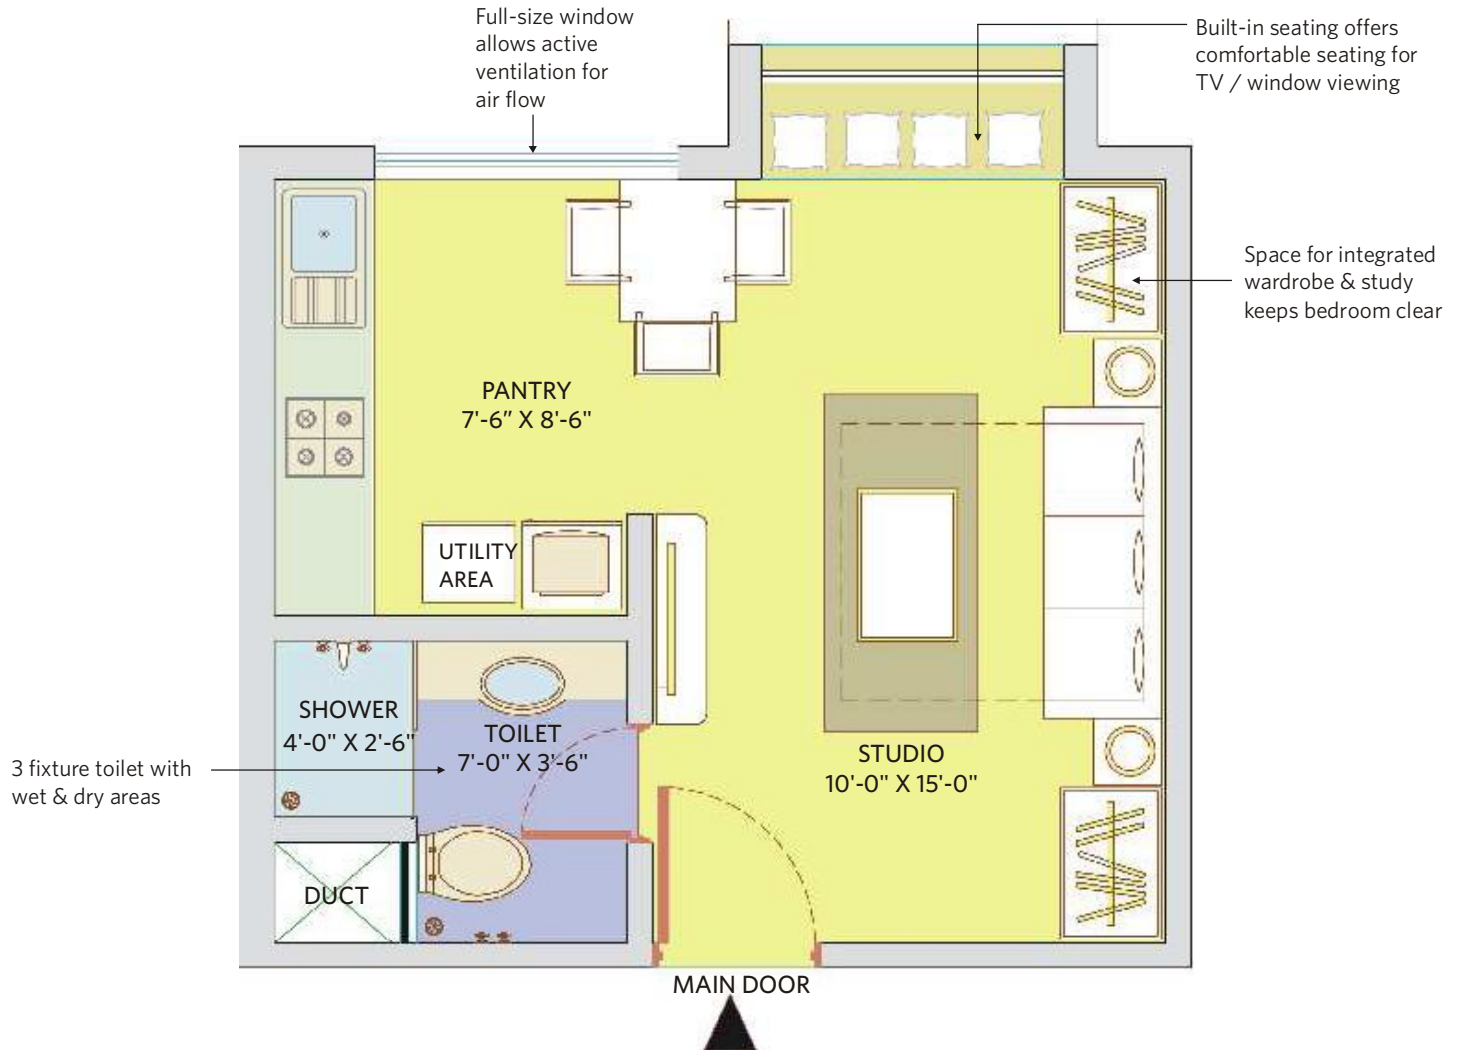 Full-size window
allows active
ventilation for
air flow
Built-in seating offers
comfortable seating for
TV / window viewing
Space for integrated
wardrobe & study
keeps bedroom clear
PANTRY
7'-6″ X 8'-6"
UTILITY
AREA
SHOWER
4'-0" X 2'-6"
TOILET
7'-0" X 3'-6"
STUDIO
10'-0" X 15'-0"
3 fixture toilet with
wet & dry areas
DUCT
MAIN DOOR